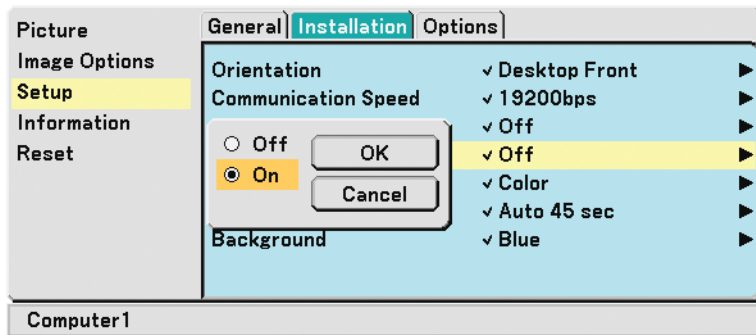 Picture
Image Options
Setup
Information
Reset
General Installation Options
Orientation ✓ Desktop Front ▶
Communication Speed ✓ 19200bps ▶
✓ Off ▶
✓ Off ▶
✓ Color ▶
✓ Auto 45 sec ▶
Background ✓ Blue ▶
Off
On
OK
Cancel
Computer1